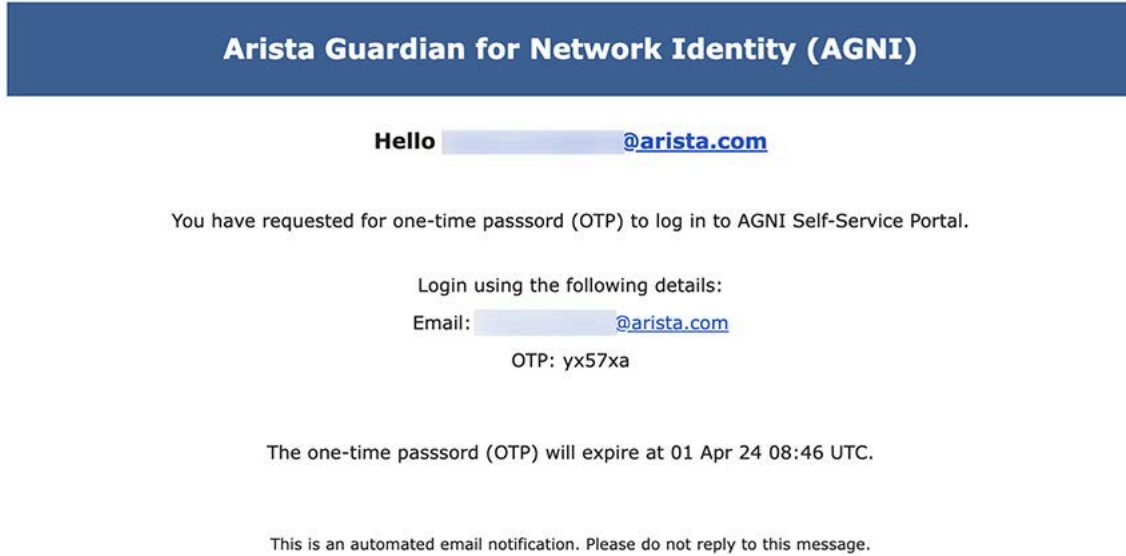 Arista Guardian for Network Identity (AGNI)
Hello @arista.com
You have requested for one-time passsord (OTP) to log in to AGNI Self-Service Portal.
Login using the following details:
Email: @arista.com
OTP: yx57xa
The one-time passsord (OTP) will expire at 01 Apr 24 08:46 UTC.
This is an automated email notification. Please do not reply to this message.